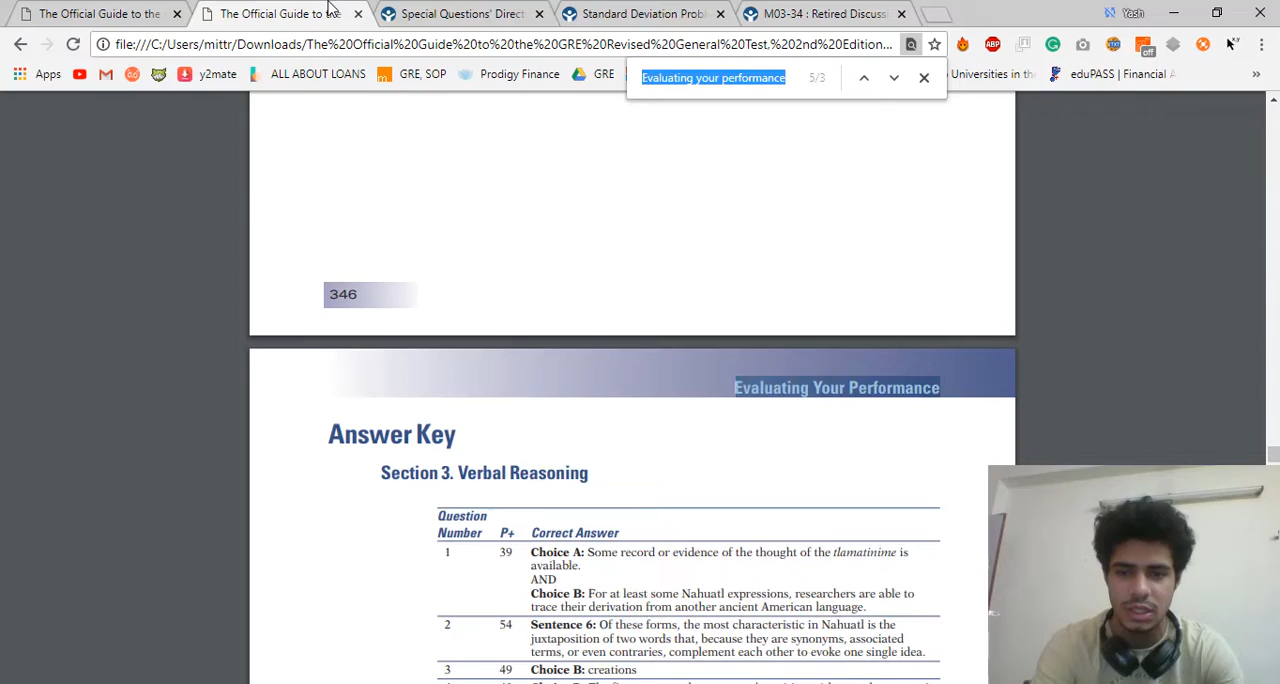 The Official Guide to the
The Official Guide to the
Special Questions' Direct
Standard Deviation Prob
M03-34 : Retired Discussi
Yash
file:///C:/Users/mittr/Downloads/The%20Official%20Guide%20to%20the%20GRE%20Revised%20General%20Test,%202nd%20Edition...
ABP
off
Apps
y2mate
ALL ABOUT LOANS
GRE, SOP
Prodigy Finance
GRE
Universities in the
eduPASS | Financial A
»
Evaluating your performance
5/3
346
Evaluating Your Performance
Answer Key
Section 3. Verbal Reasoning
Question
Number P+ Correct Answer
1 39 Choice A: Some record or evidence of the thought of the tlamatinime is
available.
AND
Choice B: For at least some Nahuatl expressions, researchers are able to
trace their derivation from another ancient American language.
2 54 Sentence 6: Of these forms, the most characteristic in Nahuatl is the
juxtaposition of two words that, because they are synonyms, associated
terms, or even contraries, complement each other to evoke one single idea.
3 49 Choice B: creations